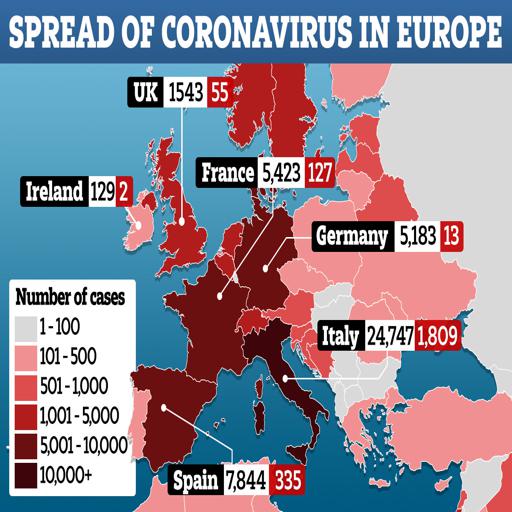 SPREAD OF CORONAVIRUS IN EUROPE
UK 1543 55
France 5,423 127
Ireland 129 2
Germany 5,183 13
Number of cases
1 - 100
101 - 500
501 - 1,000
1,001 - 5,000
5,001 - 10,000
10,000+
Italy 24,747 1,809
Spain 7,844 335